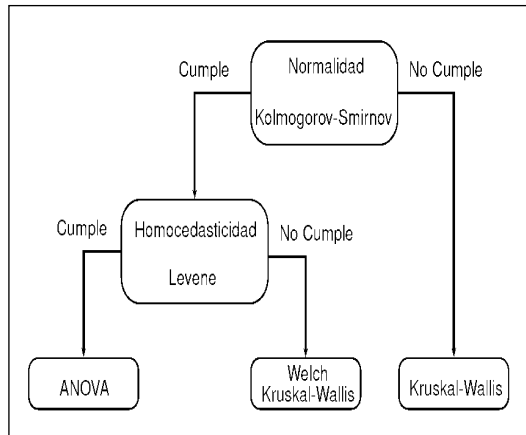 Cumple
Normalidad
No Cumple
Kolmogorov-Smirnov
Cumple
Homocedasticidad
No Cumple
Levene
ANOVA
Welch
Kruskal-Wallis
Kruskal-Wallis